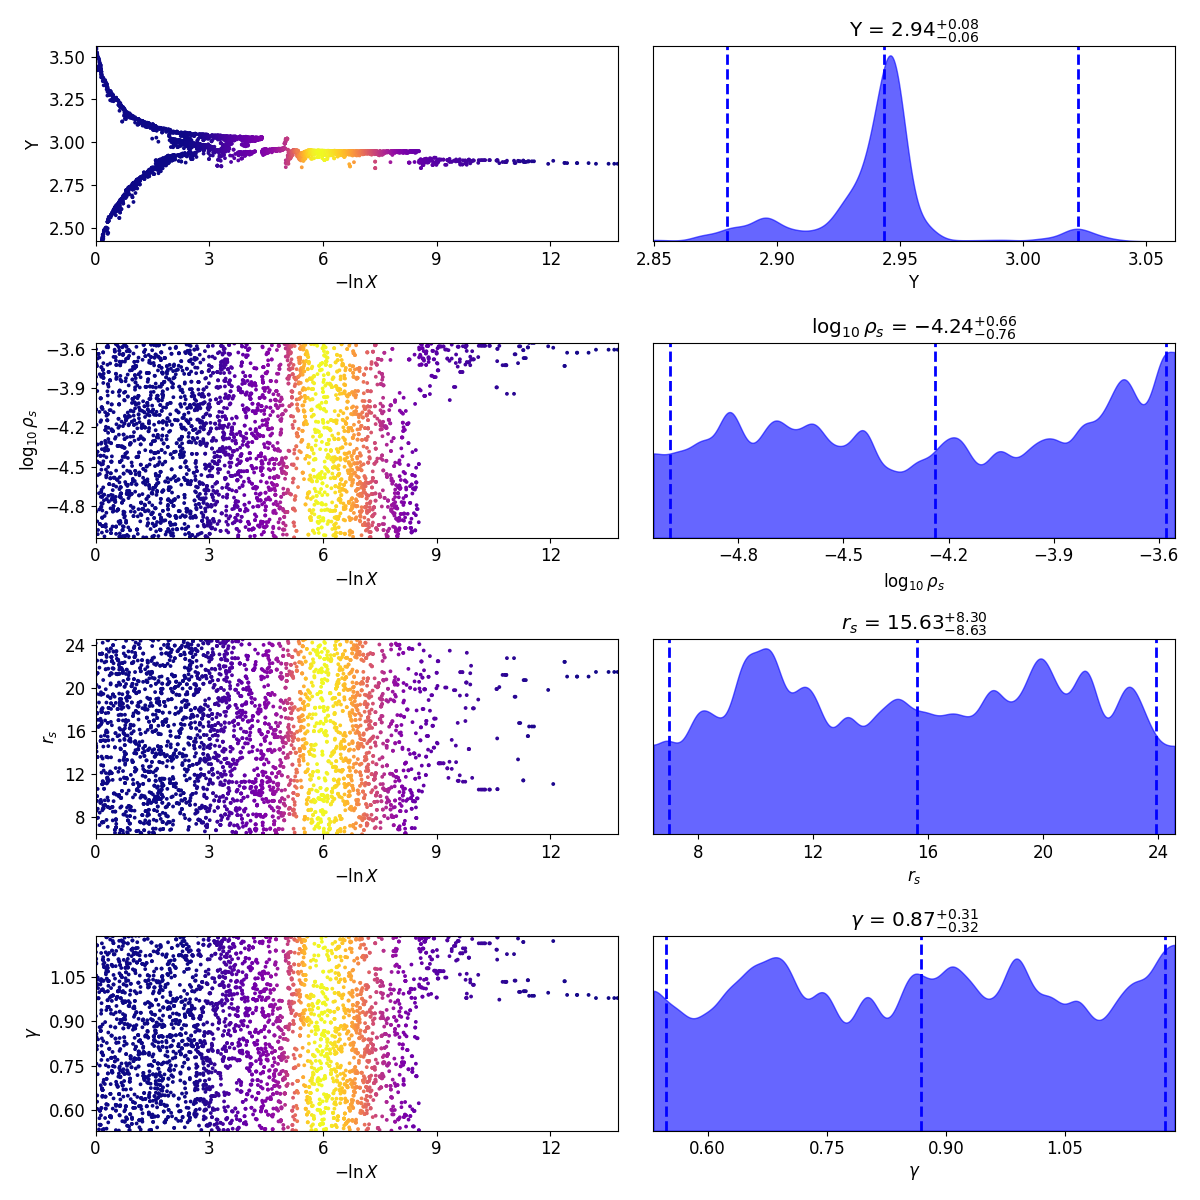 Y = 2.94^{+0.08}_{-0.06}
3.50
3.25
3.00
2.75
2.50
Y
0 3 6 9 12
−ln X
2.85 2.90 2.95 3.00 3.05
Y
log₁₀ ρₛ = −4.24^{+0.66}_{-0.76}
−3.6
−3.9
−4.2
−4.5
−4.8
log₁₀ ρₛ
0 3 6 9 12
−ln X
−4.8 −4.5 −4.2 −3.9 −3.6
log₁₀ ρₛ
rₛ = 15.63^{+8.30}_{-8.63}
24
20
16
12
8
rₛ
0 3 6 9 12
−ln X
8 12 16 20 24
rₛ
γ = 0.87^{+0.31}_{-0.32}
1.05
0.90
0.75
0.60
γ
0 3 6 9 12
−ln X
0.60 0.75 0.90 1.05
γ